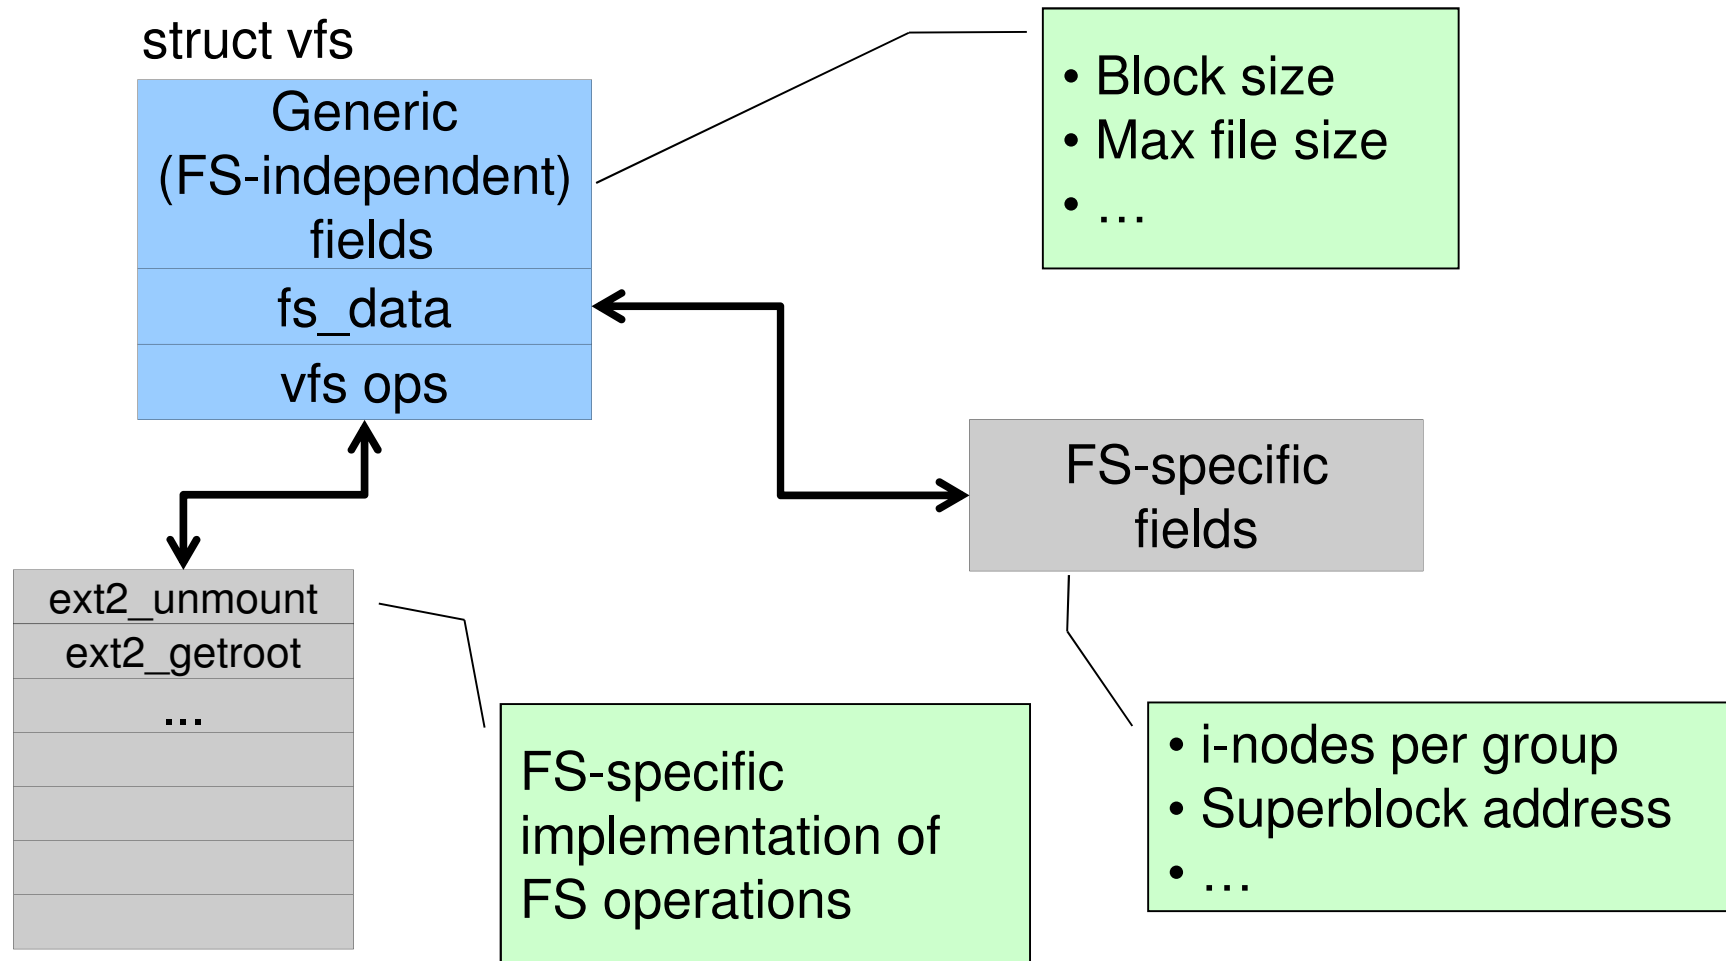 struct vfs
Generic
(FS-independent)
fields
fs_data
vfs ops
• Block size
• Max file size
• …
FS-specific
fields
ext2_unmount
ext2_getroot
...
FS-specific
implementation of
FS operations
• i-nodes per group
• Superblock address
• …